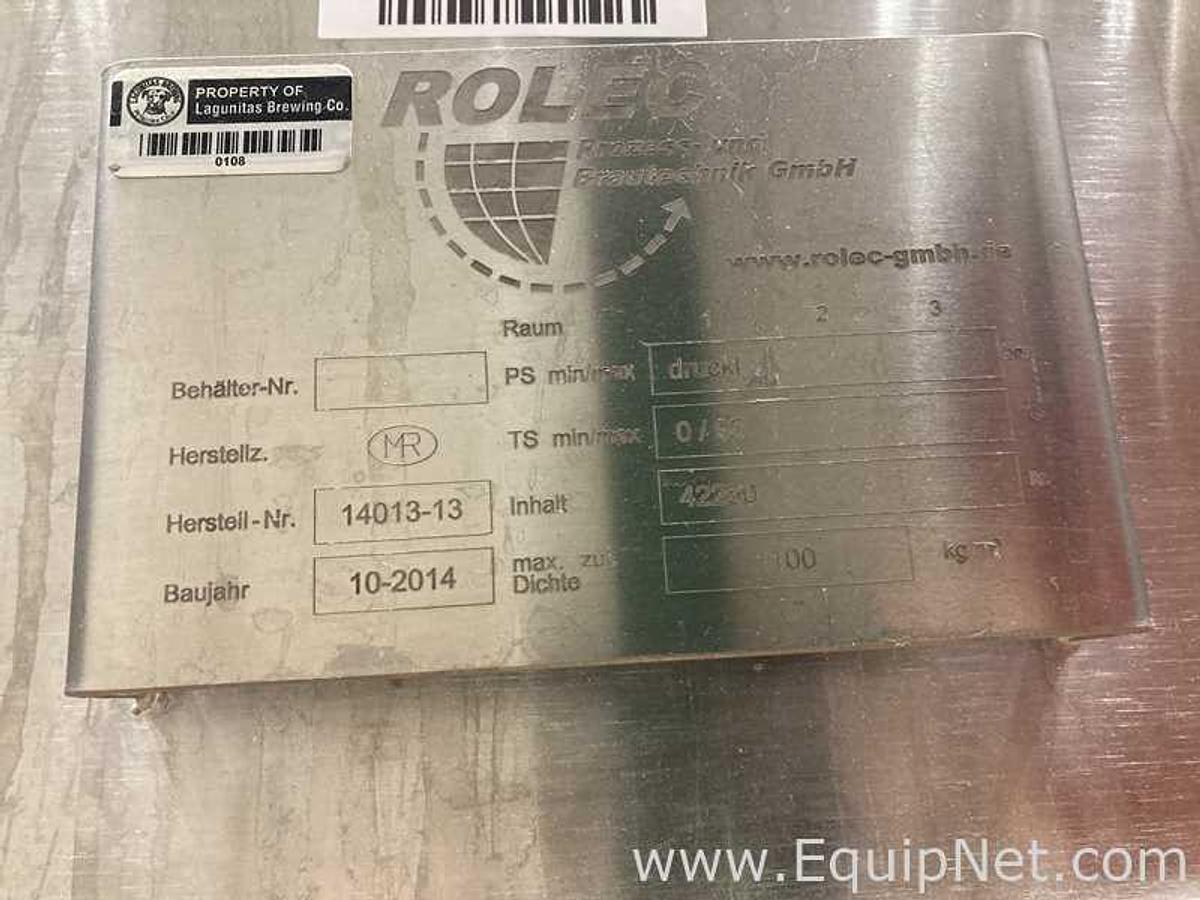 PROPERTY OF
Lagunitas Brewing Co.
0108
ROLEC
Prozess- und
Brautechnik GmbH
www.rolec-gmbh.de
Raum 2 3
Behälter-Nr. PS min/max
Herstellz. MR TS min/max 0 /
Herstell-Nr. 14013-13 Inhalt
Baujahr 10-2014 max. zul.
Dichte kg/m³
www.EquipNet.com